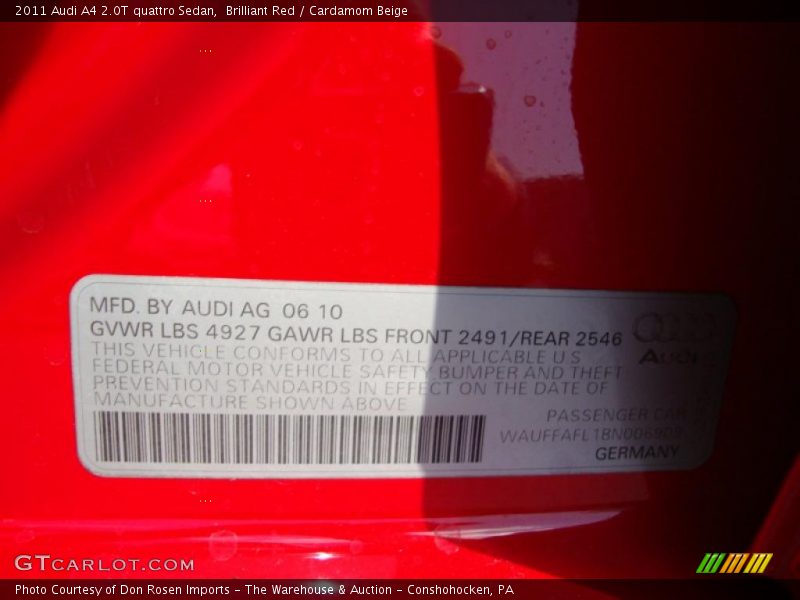 2011 Audi A4 2.0T quattro Sedan,  Brilliant Red / Cardamom Beige
MFD. BY AUDI AG 06 10
GVWR LBS 4927 GAWR LBS FRONT 2491/REAR 2546
THIS VEHICLE CONFORMS TO ALL APPLICABLE U.S
FEDERAL MOTOR VEHICLE SAFETY BUMPER AND THEFT
PREVENTION STANDARDS IN EFFECT ON THE DATE OF
MANUFACTURE SHOWN ABOVE
Audi
PASSENGER CAR
WAUFFAFL1BN006909
GERMANY
GTCARLOT.COM
Photo Courtesy of Don Rosen Imports - The Warehouse & Auction - Conshohocken, PA